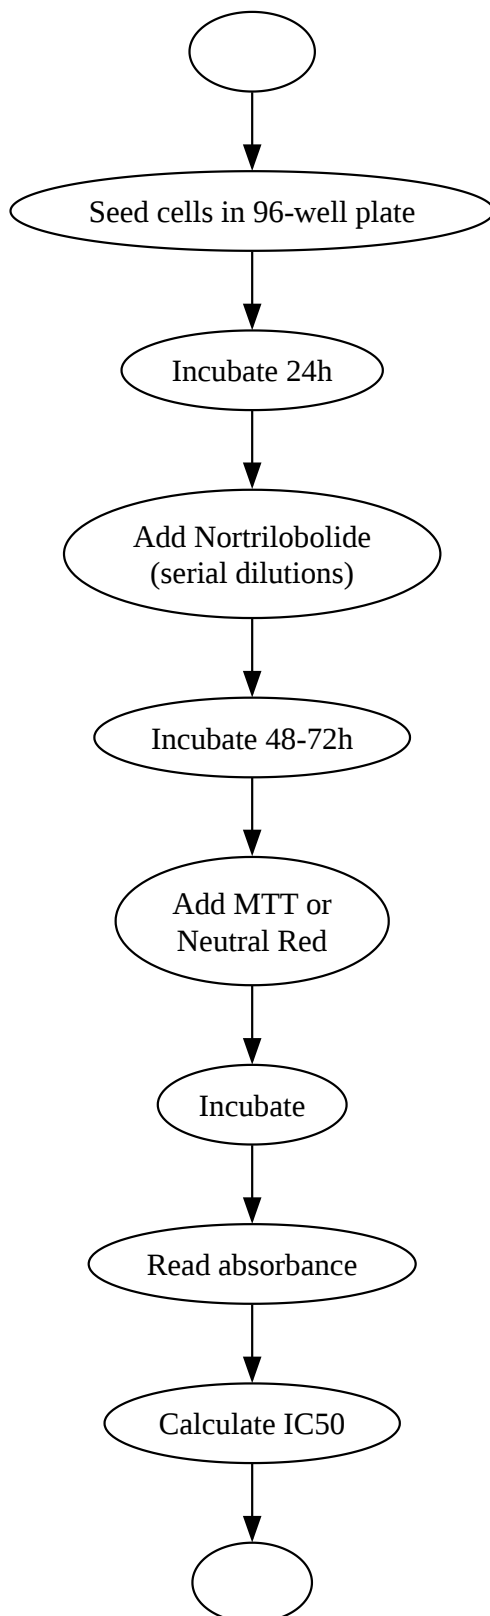 Seed cells in 96-well plate
Incubate 24h
Add Nortrilobolide
(serial dilutions)
Incubate 48-72h
Add MTT or
Neutral Red
Incubate
Read absorbance
Calculate IC50